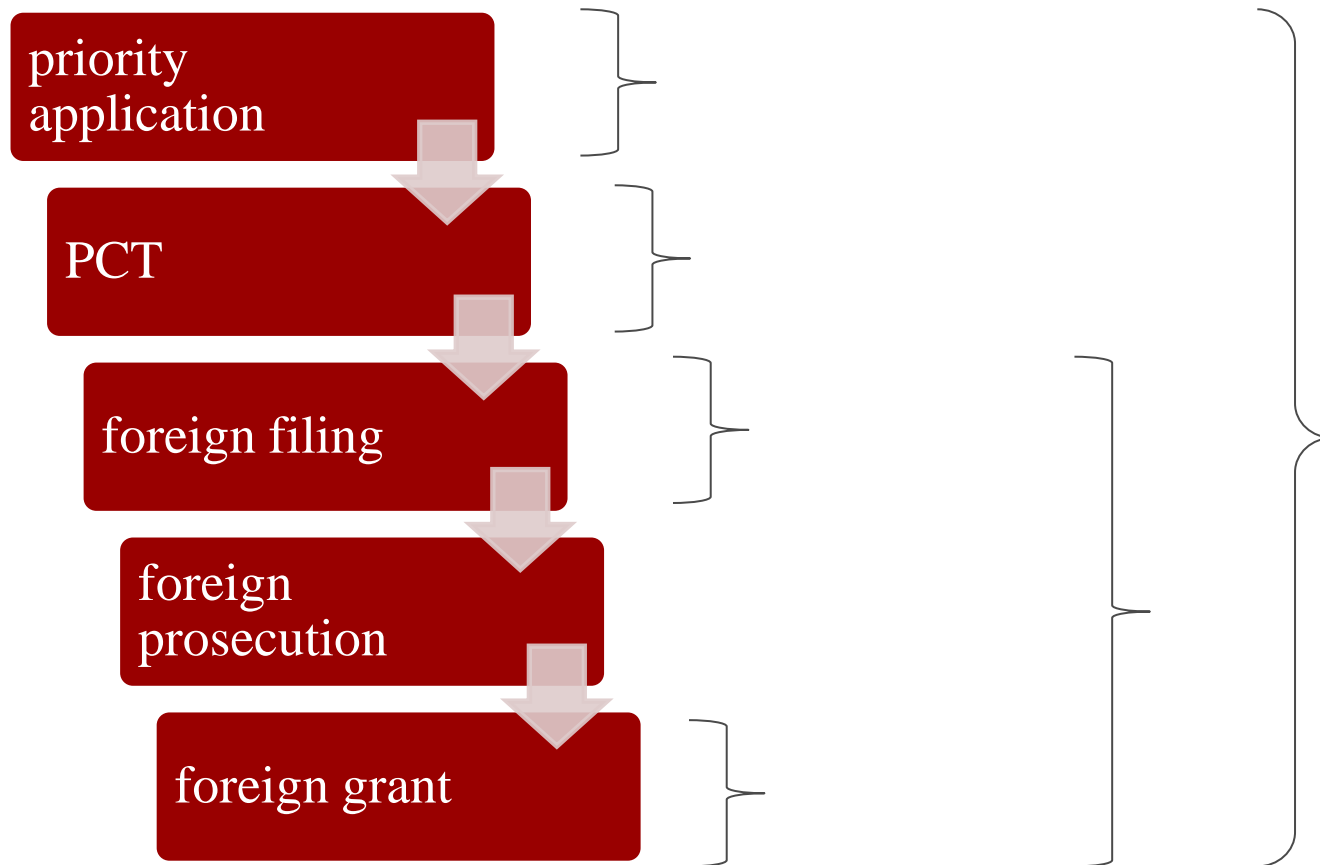 priority
application
PCT
foreign filing
foreign
prosecution
foreign grant